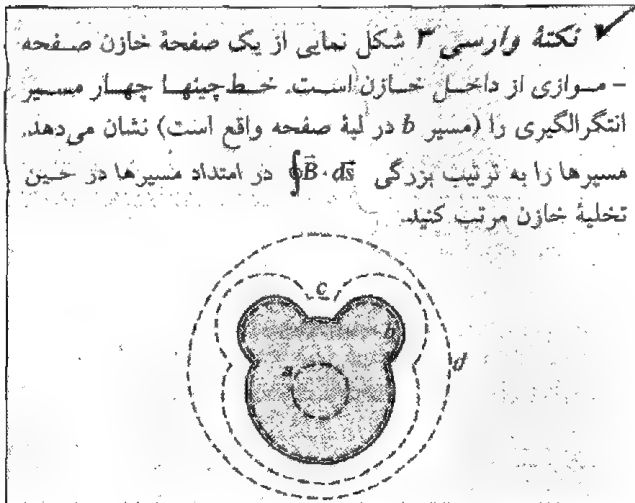 ✓ نکتهٔ وارسی ۳ شکل نمایی از یک صفحهٔ خازن صفحه
– موازی از داخل خازن است. خط‌چینها چهار مسیر
انتگرالگیری را (مسیر b در لبهٔ صفحه واقع است) نشان می‌دهد.
مسیرها را به ترتیب بزرگی ∮B⃗·ds⃗ در امتداد مسیرها در حین
تخلیهٔ خازن مرتب کنید.
c
b
a
d